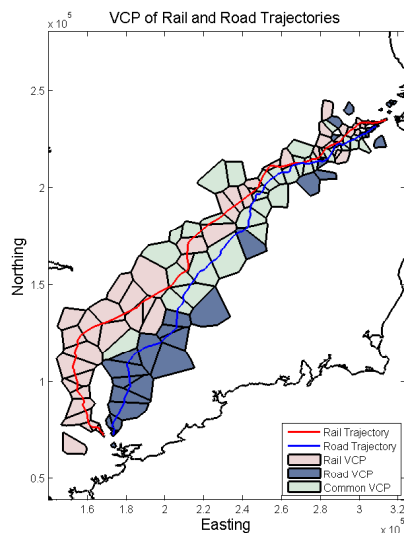 VCP of Rail and Road Trajectories
x 10^5
2.5
2
1.5
1
0.5
Northing
1.6 1.8 2 2.2 2.4 2.6 2.8 3 3.2
Easting
x 10^5
Rail Trajectory
Road Trajectory
Rail VCP
Road VCP
Common VCP